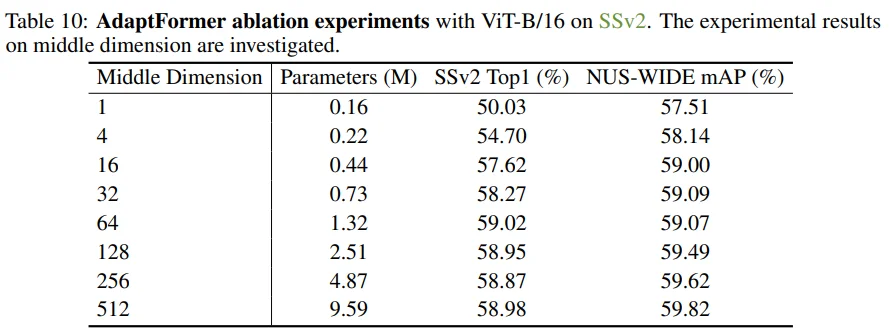 Table 10: AdaptFormer ablation experiments with ViT-B/16 on SSv2. The experimental results
on middle dimension are investigated.
Middle Dimension Parameters (M) SSv2 Top1 (%) NUS-WIDE mAP (%)
1 0.16 50.03 57.51
4 0.22 54.70 58.14
16 0.44 57.62 59.00
32 0.73 58.27 59.09
64 1.32 59.02 59.07
128 2.51 58.95 59.49
256 4.87 58.87 59.62
512 9.59 58.98 59.82